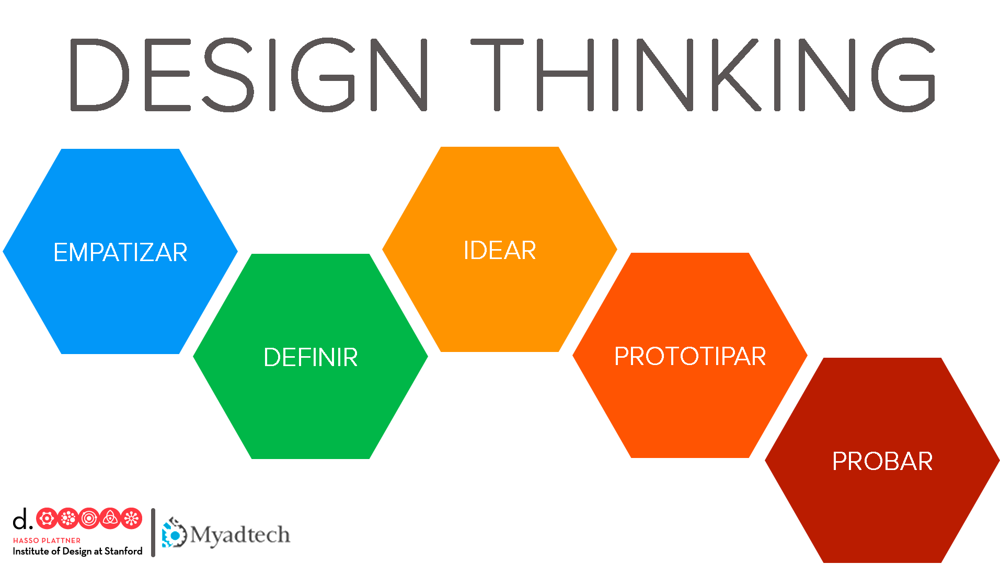 DESIGN THINKING
EMPATIZAR
DEFINIR
IDEAR
PROTOTIPAR
PROBAR
d.
HASSO PLATTNER
Institute of Design at Stanford
Myadtech